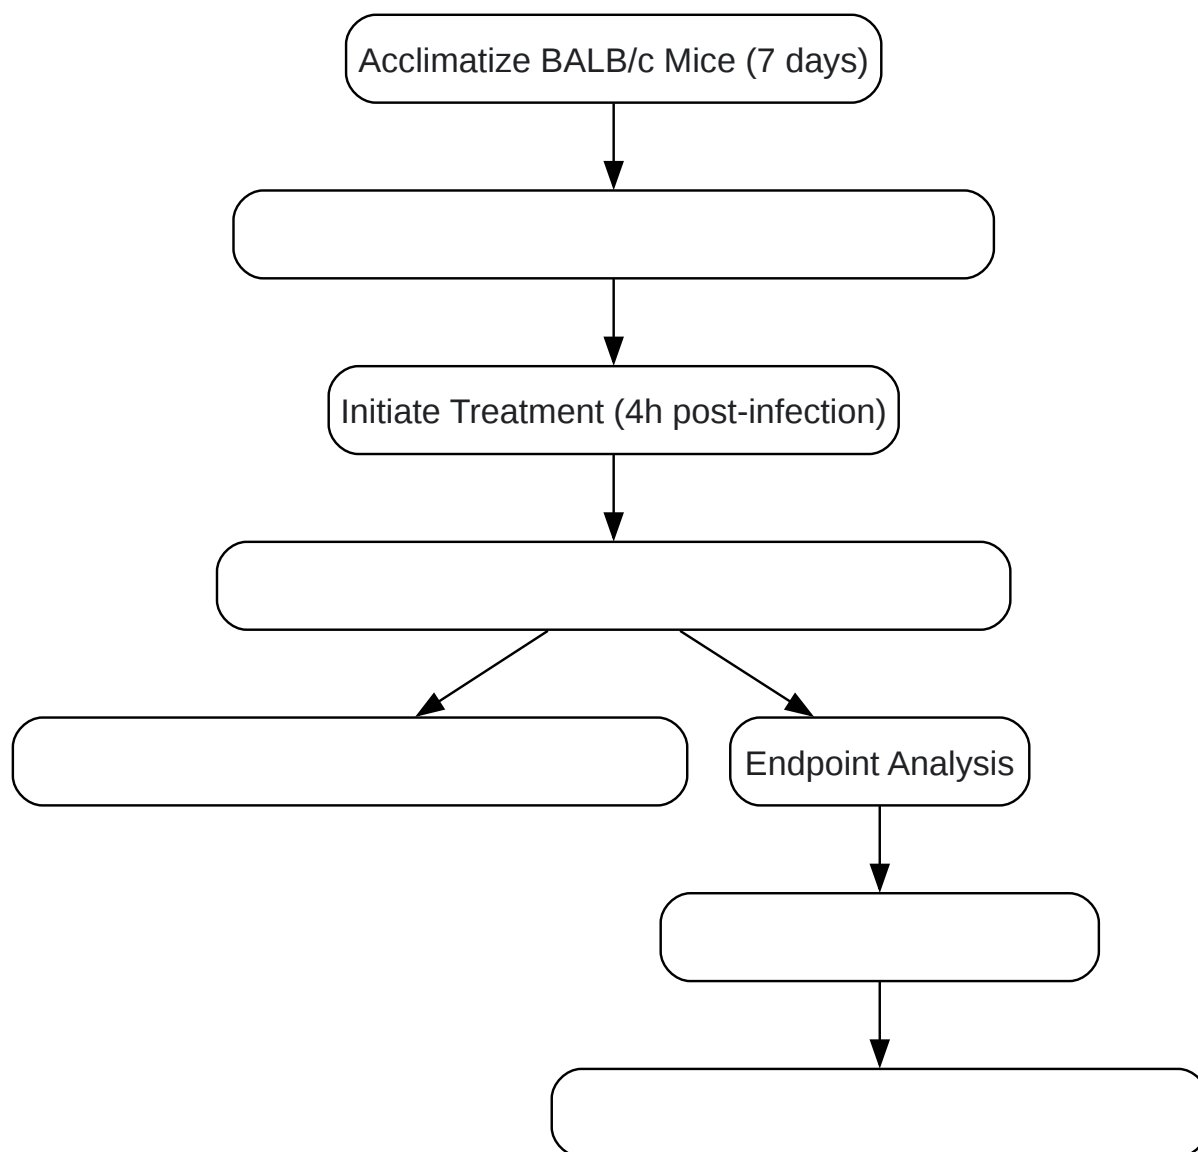 Acclimatize BALB/c Mice (7 days)
Initiate Treatment (4h post-infection)
Endpoint Analysis